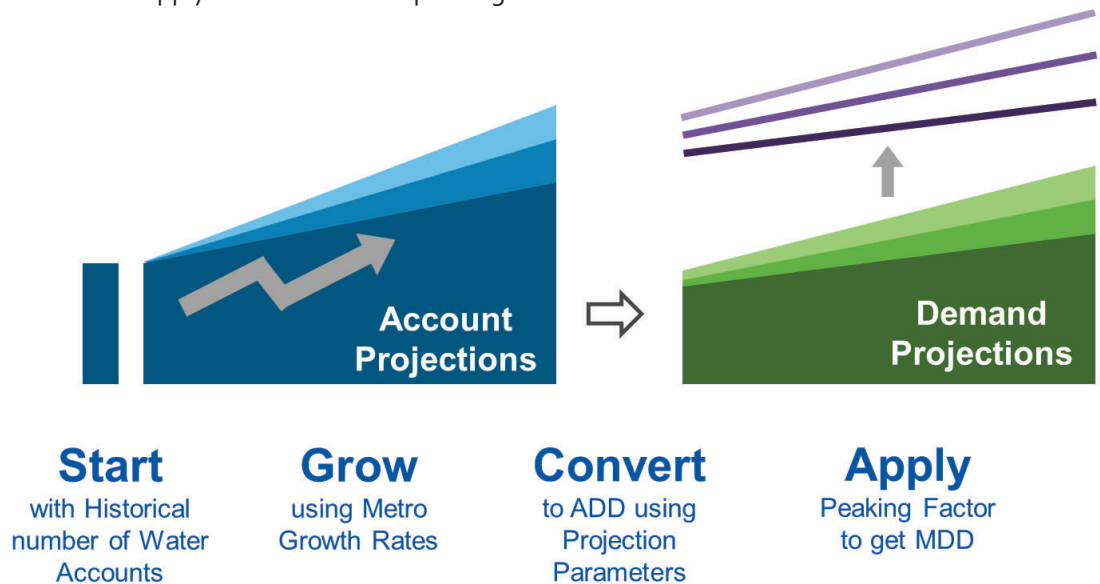 Account
Projections
Demand
Projections
Start
with Historical
number of Water
Accounts
Grow
using Metro
Growth Rates
Convert
to ADD using
Projection
Parameters
Apply
Peaking Factor
to get MDD